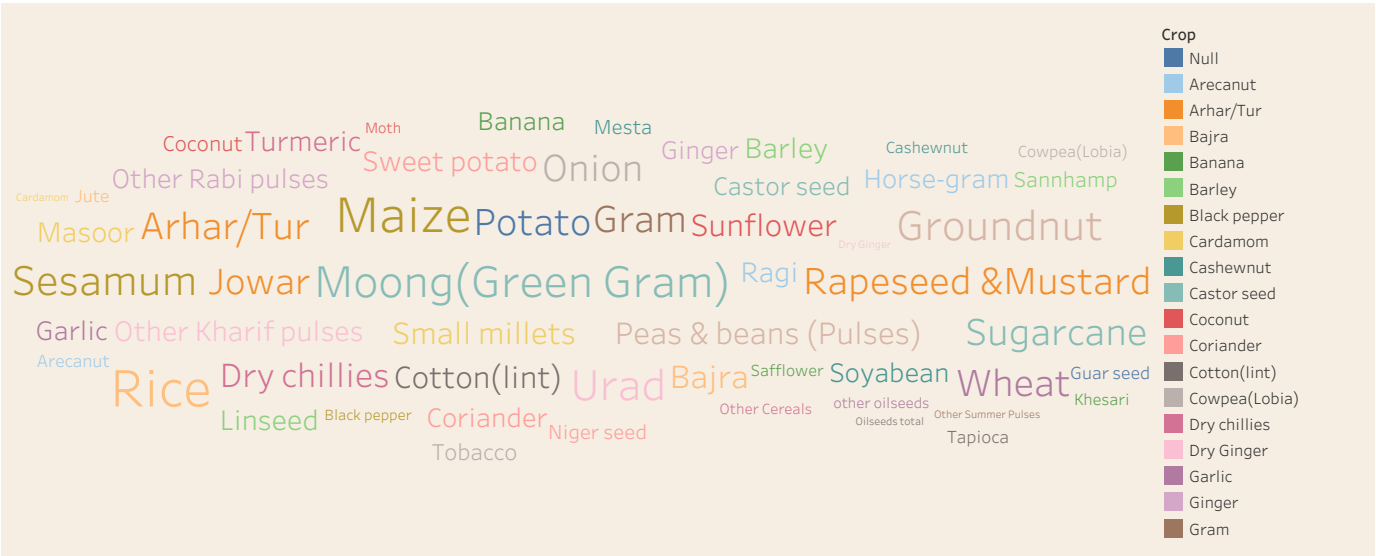 Banana Mesta
Coconut Turmeric Moth
Sweet potato Onion Ginger Barley Cashewnut Cowpea(Lobia)
Other Rabi pulses Castor seed Horse-gram Sannhamp
Cardamom Jute
Masoor Arhar/Tur Maize Potato Gram Sunflower Dry Ginger Groundnut
Sesamum Jowar Moong(Green Gram) Ragi Rapeseed &Mustard
Garlic Other Kharif pulses Small millets Peas & beans (Pulses) Sugarcane
Arecanut Rice Dry chillies Cotton(lint) Urad Bajra Safflower Soyabean Wheat Guar seed
Khesari
Linseed Black pepper Coriander Niger seed Other Cereals other oilseeds Other Summer Pulses
Oilseeds total
Tobacco Tapioca
Crop
Null
Arecanut
Arhar/Tur
Bajra
Banana
Barley
Black pepper
Cardamom
Cashewnut
Castor seed
Coconut
Coriander
Cotton(lint)
Cowpea(Lobia)
Dry chillies
Dry Ginger
Garlic
Ginger
Gram